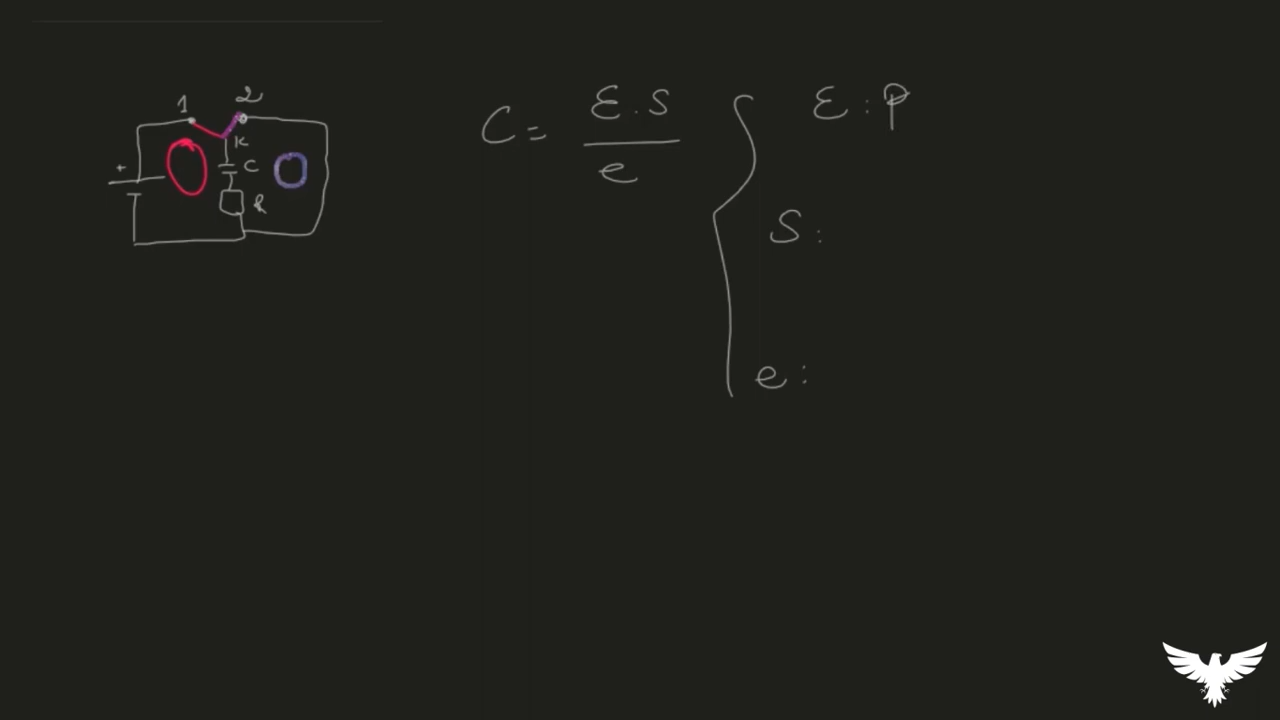 1 2
K
+ C
R
C = ε.S / e
ε : P
S :
e :